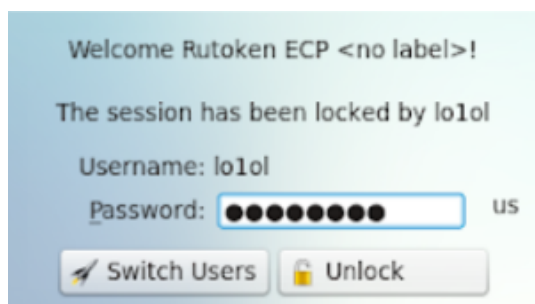 Welcome Rutoken ECP <no label>!
The session has been locked by lo1ol
Username: lo1ol
Password: ●●●●●●●● us
Switch Users Unlock